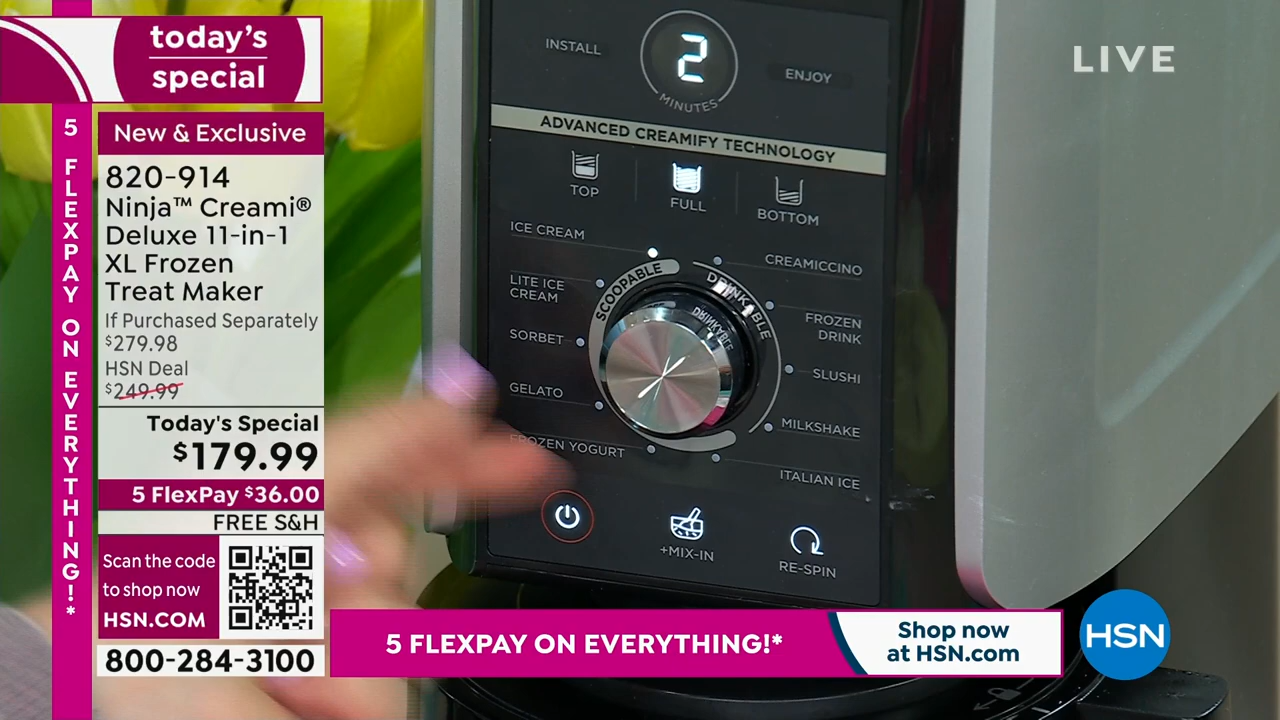 today's
special
5 FLEXPAY ON EVERYTHING!*
New & Exclusive
820-914
Ninja™ Creami®
Deluxe 11-in-1
XL Frozen
Treat Maker
If Purchased Separately
$279.98
HSN Deal
$249.99
Today's Special
$179.99
5 FlexPay $36.00
FREE S&H
Scan the code
to shop now
HSN.COM
800-284-3100
LIVE
INSTALL
2
MINUTES
ENJOY
ADVANCED CREAMIFY TECHNOLOGY
TOP
FULL
BOTTOM
ICE CREAM
LITE ICE
CREAM
SORBET
GELATO
FROZEN YOGURT
SCOOPABLE
DRINKABLE
CREAMICCINO
FROZEN
DRINK
SLUSHI
MILKSHAKE
ITALIAN ICE
+MIX-IN
RE-SPIN
5 FLEXPAY ON EVERYTHING!*
Shop now
at HSN.com
HSN